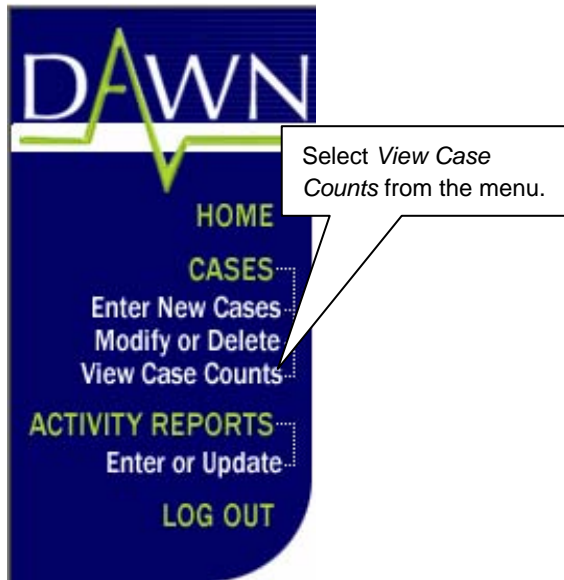 DAWN
Select View Case
Counts from the menu.
HOME
CASES
Enter New Cases
Modify or Delete
View Case Counts
ACTIVITY REPORTS
Enter or Update
LOG OUT